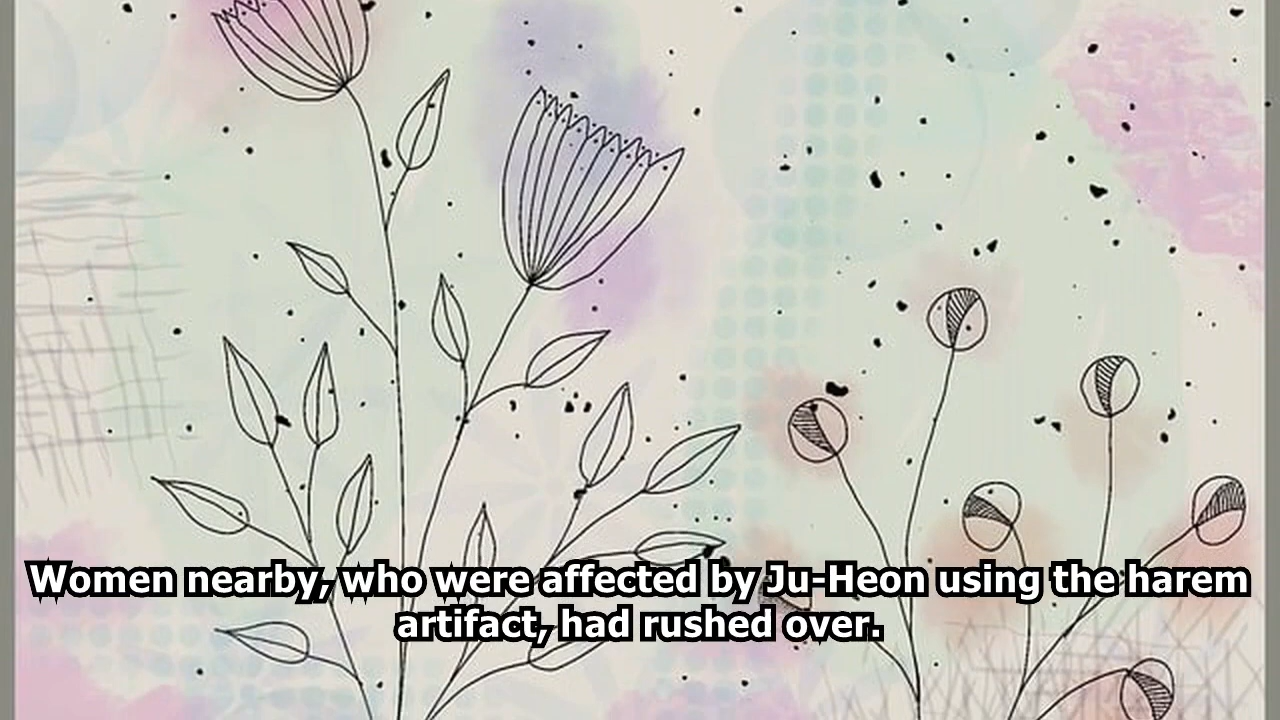 Women nearby, who were affected by Ju-Heon using the harem
artifact, had rushed over.